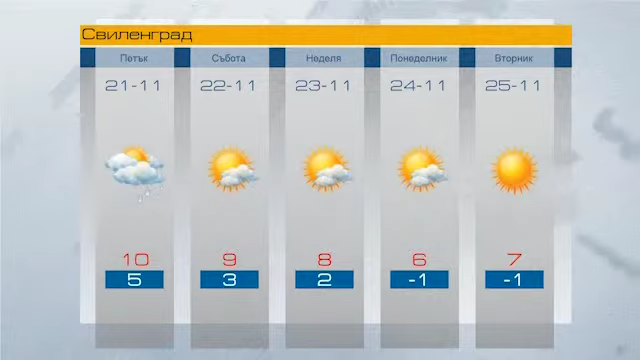 Свиленград
Петък Събота Неделя Понеделник Вторник
21-11 22-11 23-11 24-11 25-11
10 9 8 6 7
5 3 2 -1 -1